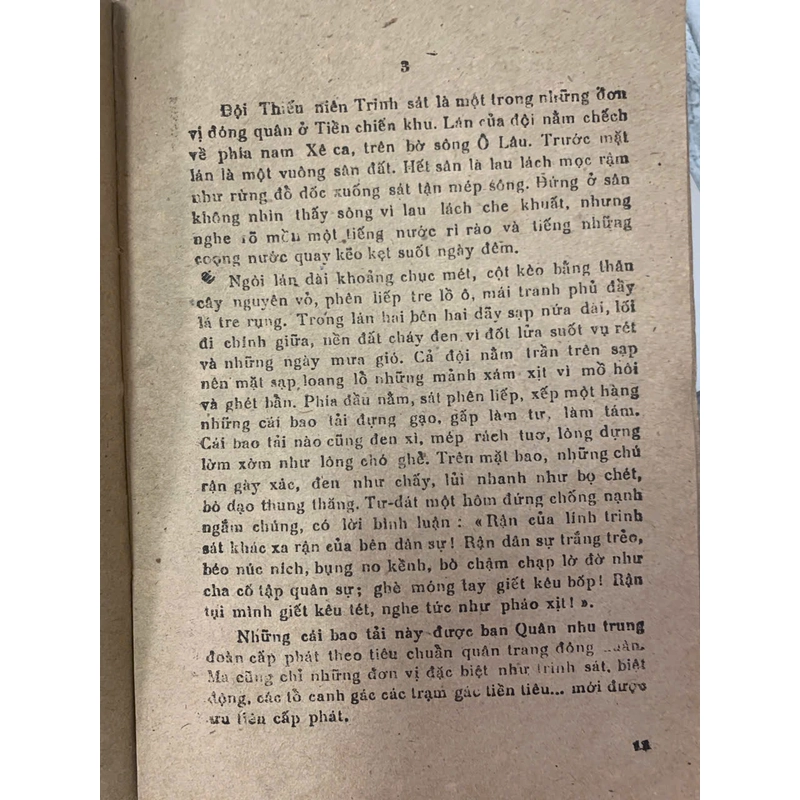 3
Đội Thiếu niên Trinh sát là một trong những đơn
vị đóng quân ở Tiền chiến khu. Lán của đội nằm chếch
về phía nam Xê ca, trên bờ sông Ô Lâu. Trước mặt
lán là một vuông sân đất. Hết sân là lau lách mọc rậm
như rừng đồ dốc xuống sát tận mép sông. Đứng ở sân
không nhìn thấy sông vì lau lách che khuất, nhưng
nghe rõ mồn một tiếng nước rì rào và tiếng những
coọng nước quay kẽo kẹt suốt ngày đêm.
Ngôi lán dài khoảng chục mét, cột kèo bằng thân
cây nguyên vỏ, phên liếp tre lồ ô, mái tranh phủ đầy
lá tre rụng. Trong lán hai bên hai dãy sạp nứa dài, lối
đi chính giữa, nền đất cháy đen vì đốt lửa suốt vụ rét
và những ngày mưa gió. Cả đội nằm trần trên sạp
nên mặt sạp loang lổ những mảnh xám xịt vì mồ hôi
và ghét bẩn. Phía đầu nằm, sát phên liếp, xếp một hàng
những cái bao tải đựng gạo, gấp làm tư, làm tám.
Cái bao tải nào cũng đen xì, mép rách tươ, lông dựng
lờm xờm như lông chó ghẻ. Trên mặt bao, những chú
rận gày xác, đen như chấy, lủi nhanh như bọ chét,
bò dạo thung thăng. Tư-dát một hôm đứng chống nạnh
ngắm chúng, có lời bình luận : « Rận của lính trinh
sát khác xa rận của bên dân sự ! Rận dân sự trắng trẻo,
béo núc ních, bụng no kềnh, bò chậm chạp lờ đờ như
cha cố tập quân sự ; ghè móng tay giết kêu bốp ! Rận
tụi mình giết kêu tét, nghe tức như pháo xịt ! ».
Những cái bao tải này được ban Quân nhu trung
đoàn cấp phát theo tiêu chuẩn quân trang đông xuân.
Mà cũng chỉ những đơn vị đặc biệt như trinh sát, biệt
động, các tổ canh gác các trạm gác tiền tiêu... mới được
ưu tiên cấp phát.
11